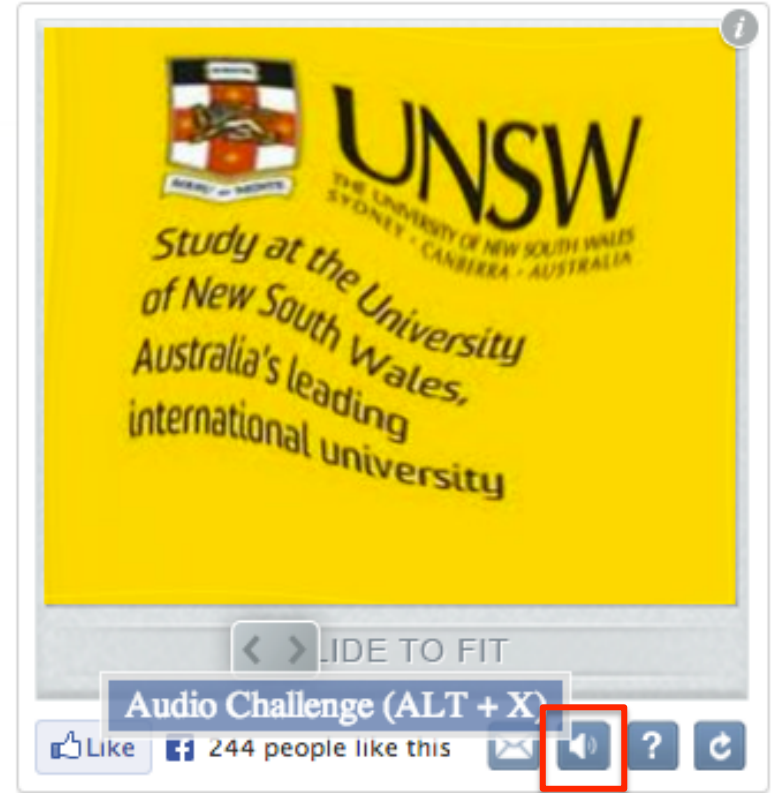 UNSW
THE UNIVERSITY OF NEW SOUTH WALES
SYDNEY · CANBERRA · AUSTRALIA
Study at the University
of New South Wales,
Australia's leading
international university
LIDE TO FIT
Audio Challenge (ALT + X)
Like
244 people like this
?